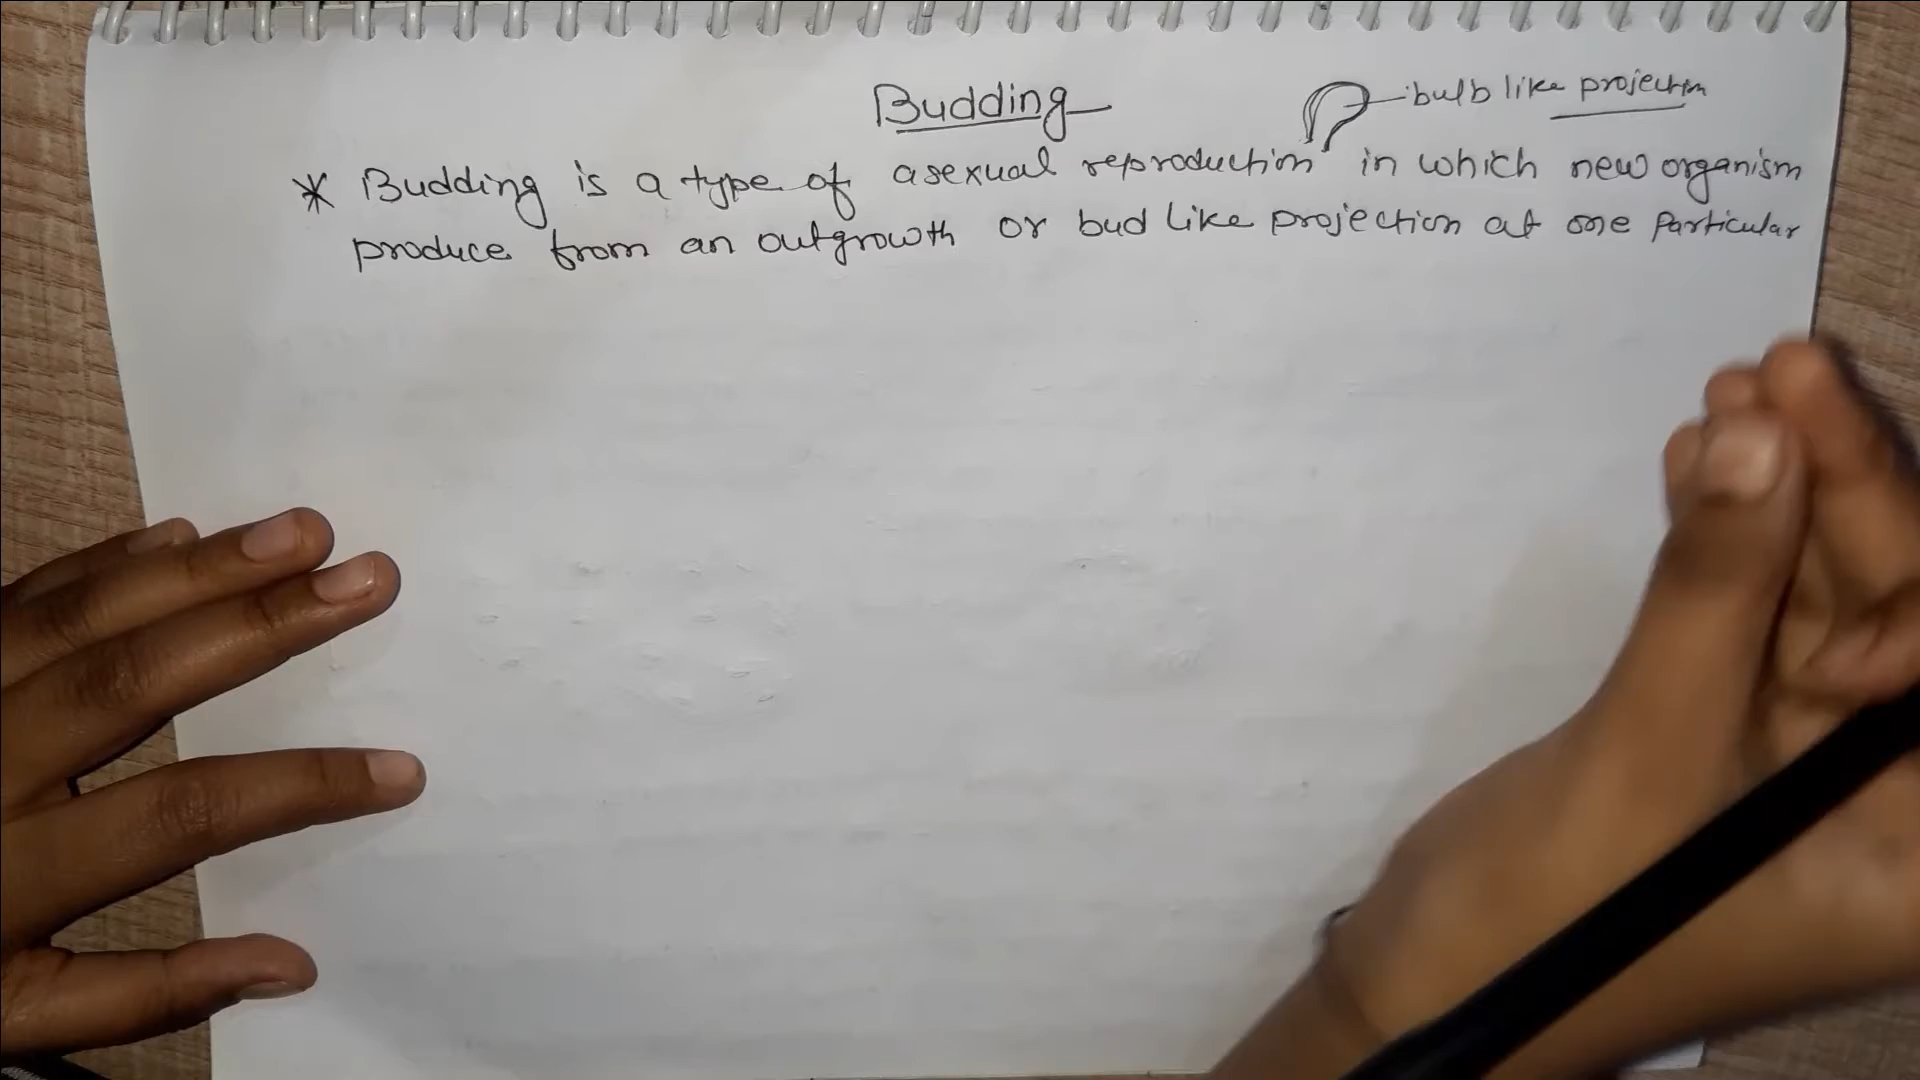 Budding
bulb like projection
* Budding is a type of asexual reproduction in which new organism
produce from an outgrowth or bud like projection at one particular